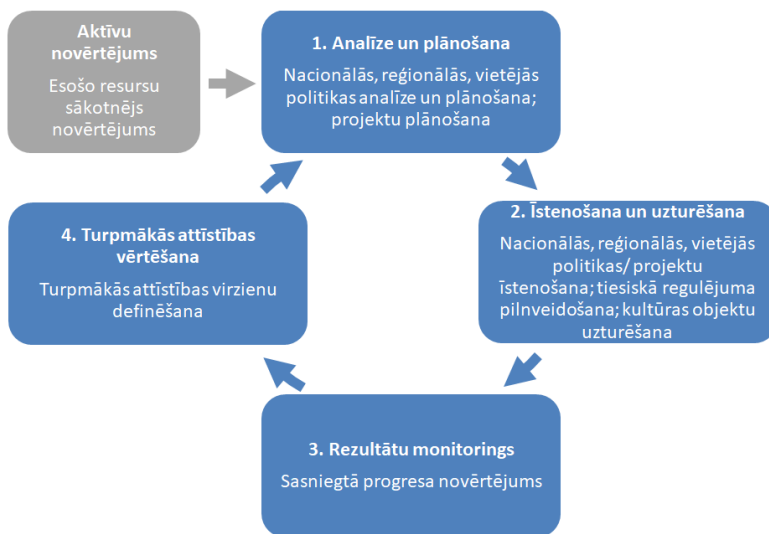 Aktīvu
novērtējums
Esošo resursu
sākotnējs
novērtējums
1. Analīze un plānošana
Nacionālās, reģionālās, vietējās
politikas analīze un plānošana;
projektu plānošana
2. Īstenošana un uzturēšana
Nacionālās, reģionālās, vietējās
politikas/ projektu
īstenošana; tiesiskā regulējuma
pilnveidošana; kultūras objektu
uzturēšana
3. Rezultātu monitorings
Sasniegtā progresa novērtējums
4. Turpmākās attīstības
vērtēšana
Turpmākās attīstības virzienu
definēšana